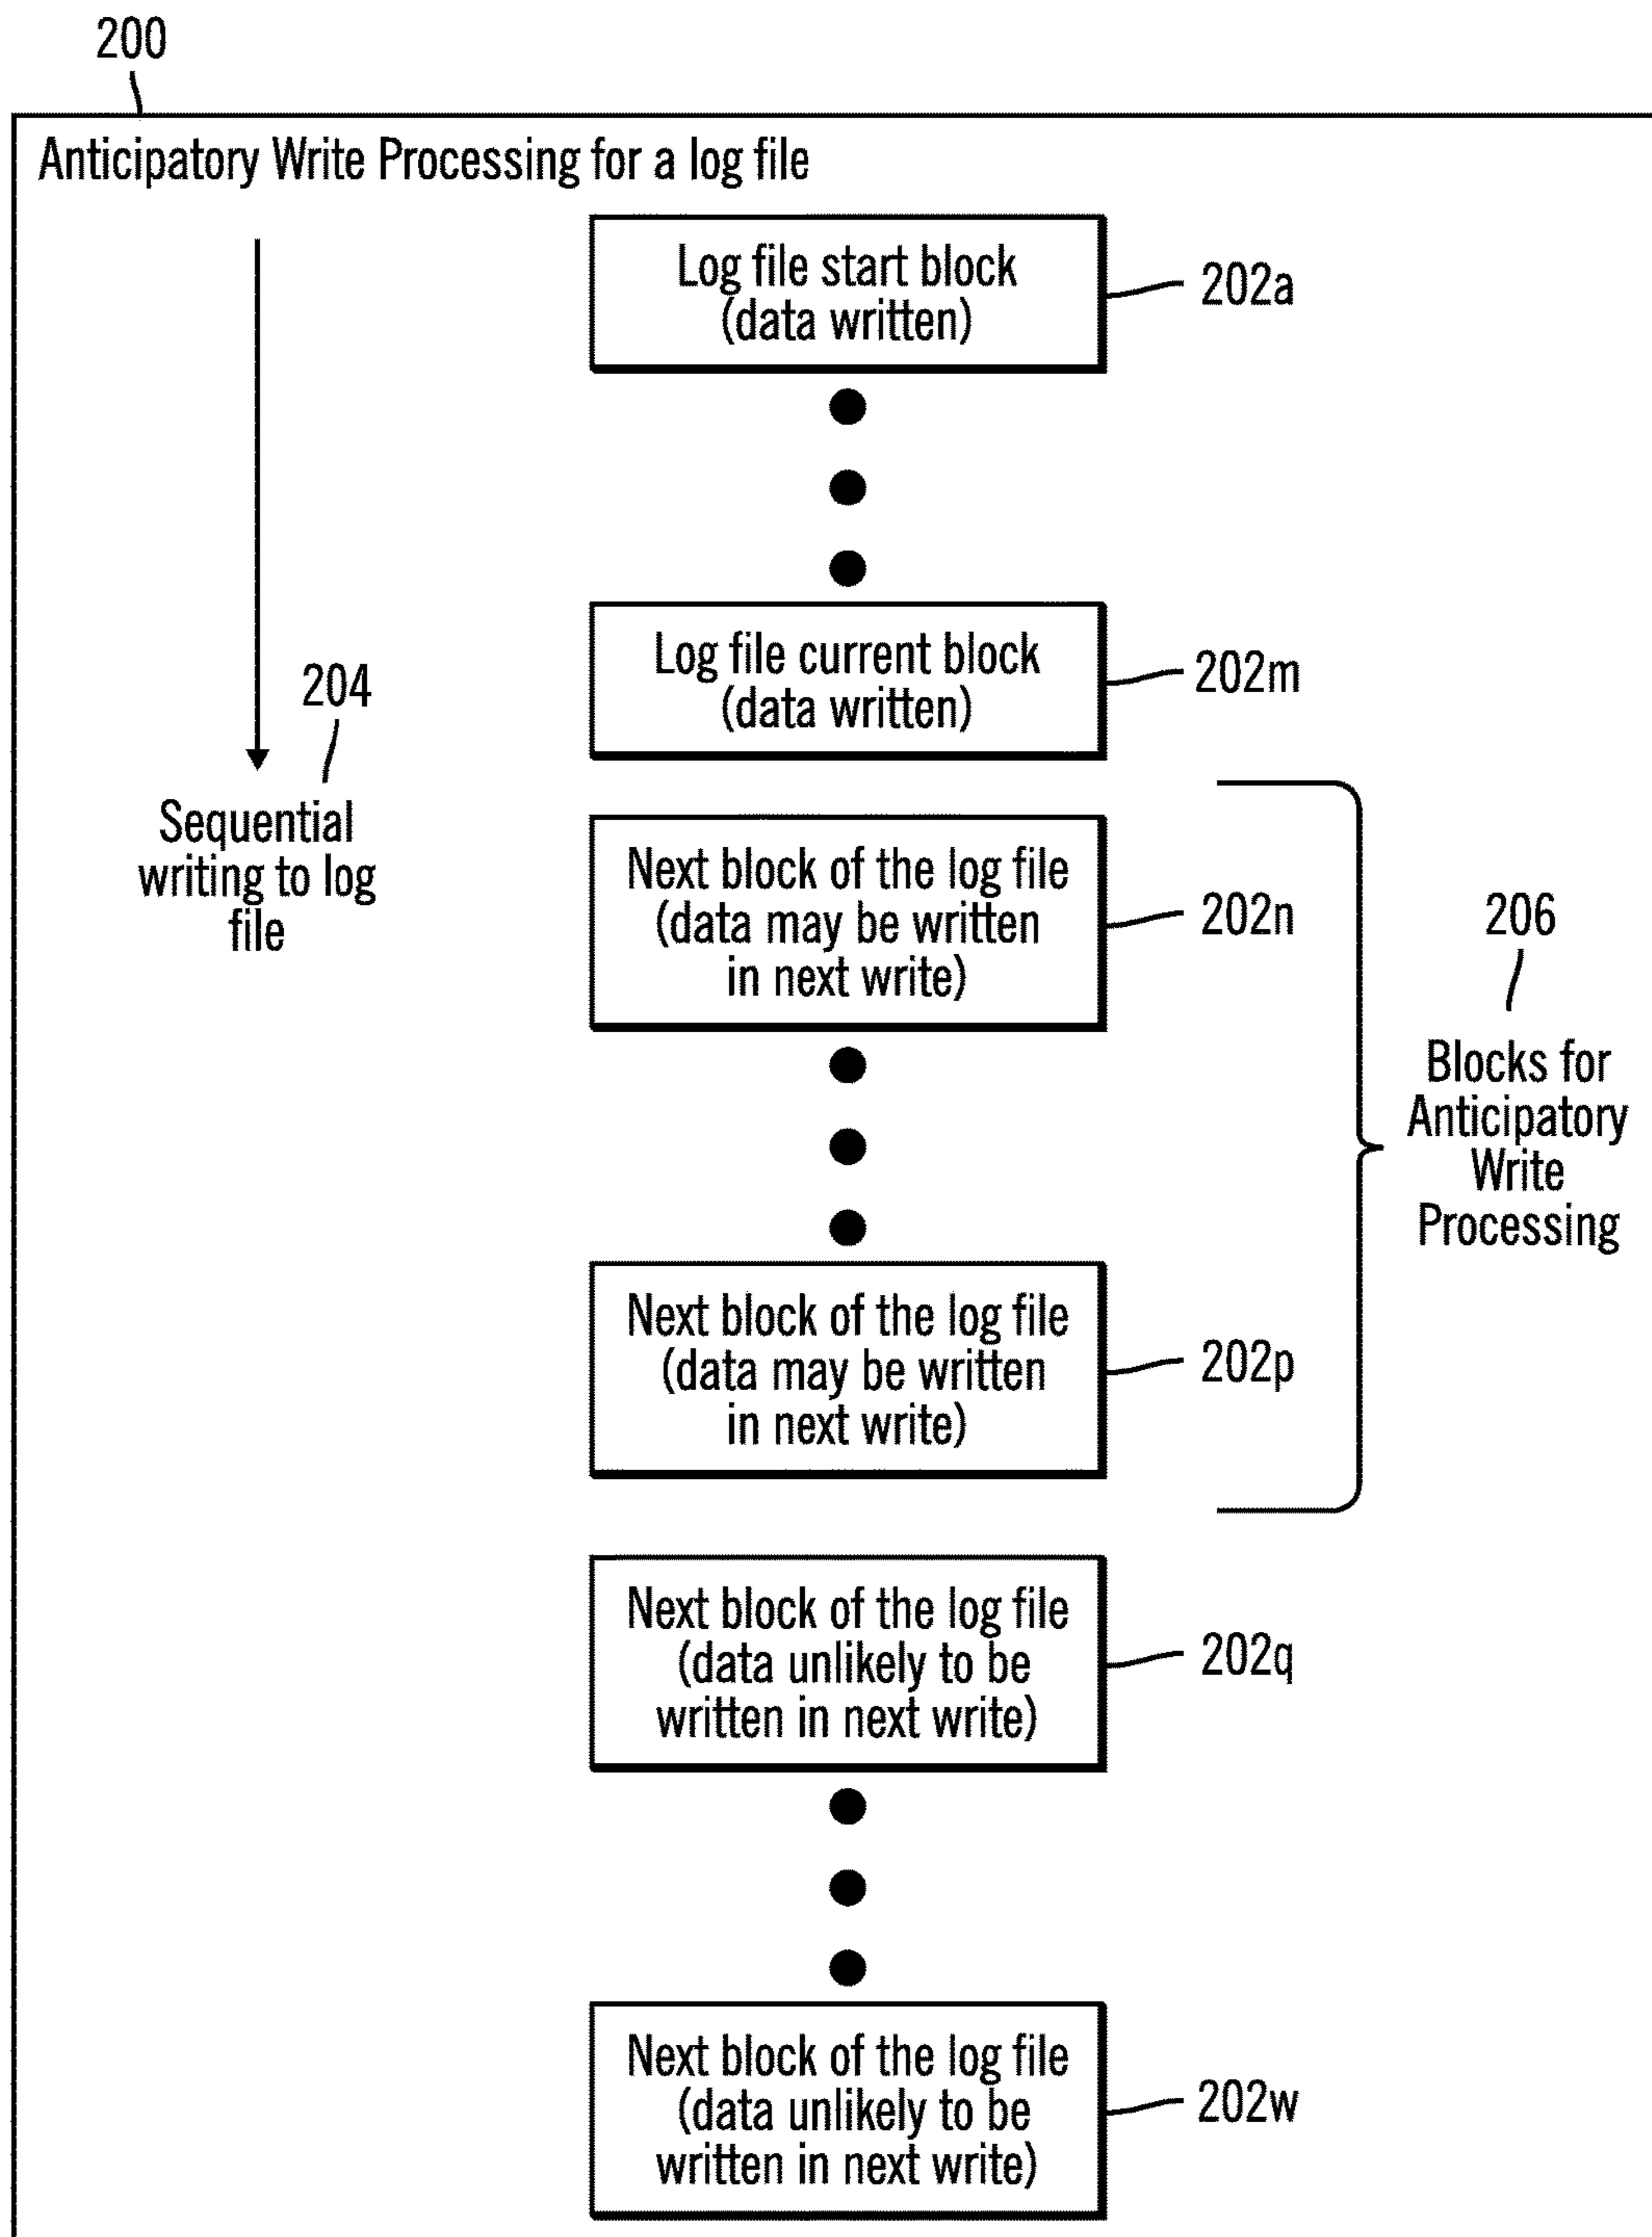 200
Anticipatory Write Processing for a log file
Log file start block
(data written)
202a
Log file current block
(data written)
202m
204
Sequential
writing to log
file
Next block of the log file
(data may be written
in next write)
202n
206
Blocks for
Anticipatory
Write
Processing
Next block of the log file
(data may be written
in next write)
202p
Next block of the log file
(data unlikely to be
written in next write)
202q
Next block of the log file
(data unlikely to be
written in next write)
202w